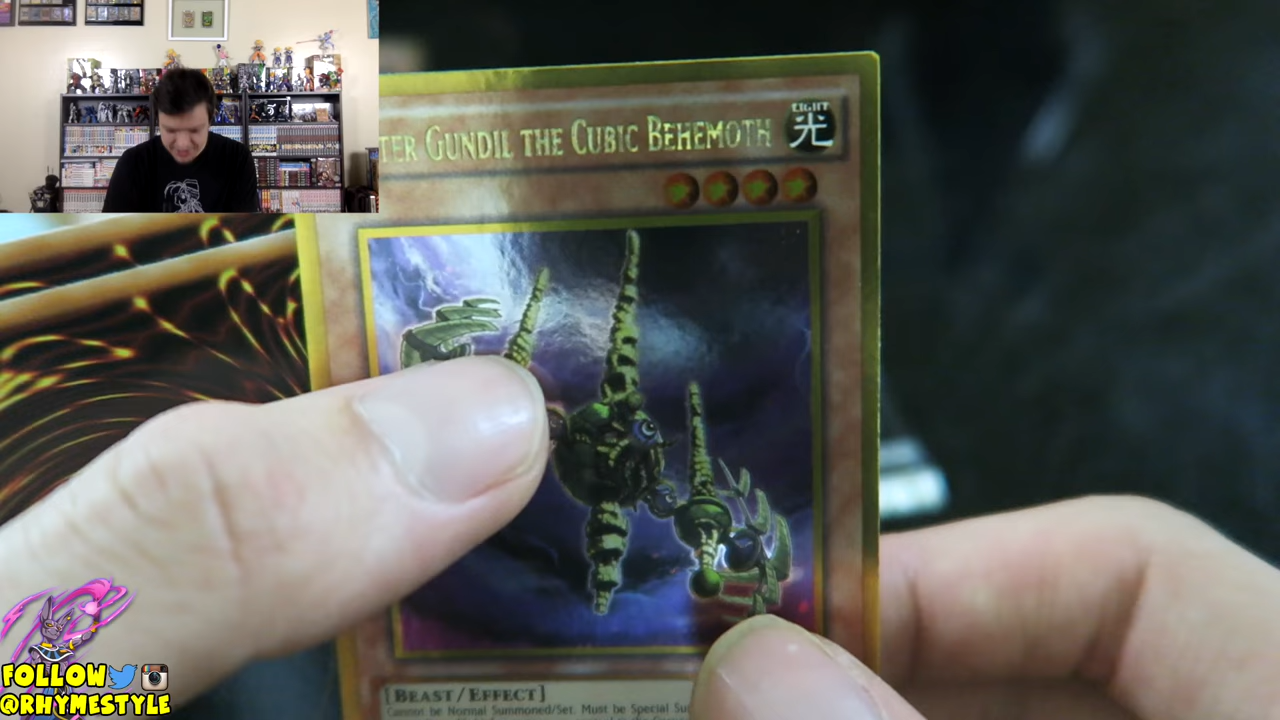 TER GUNDIL THE CUBIC BEHEMOTH
LIGHT
光
[BEAST/EFFECT]
Cannot be Normal Summoned/Set. Must be Special Su
FOLLOW
@RHYMESTYLE